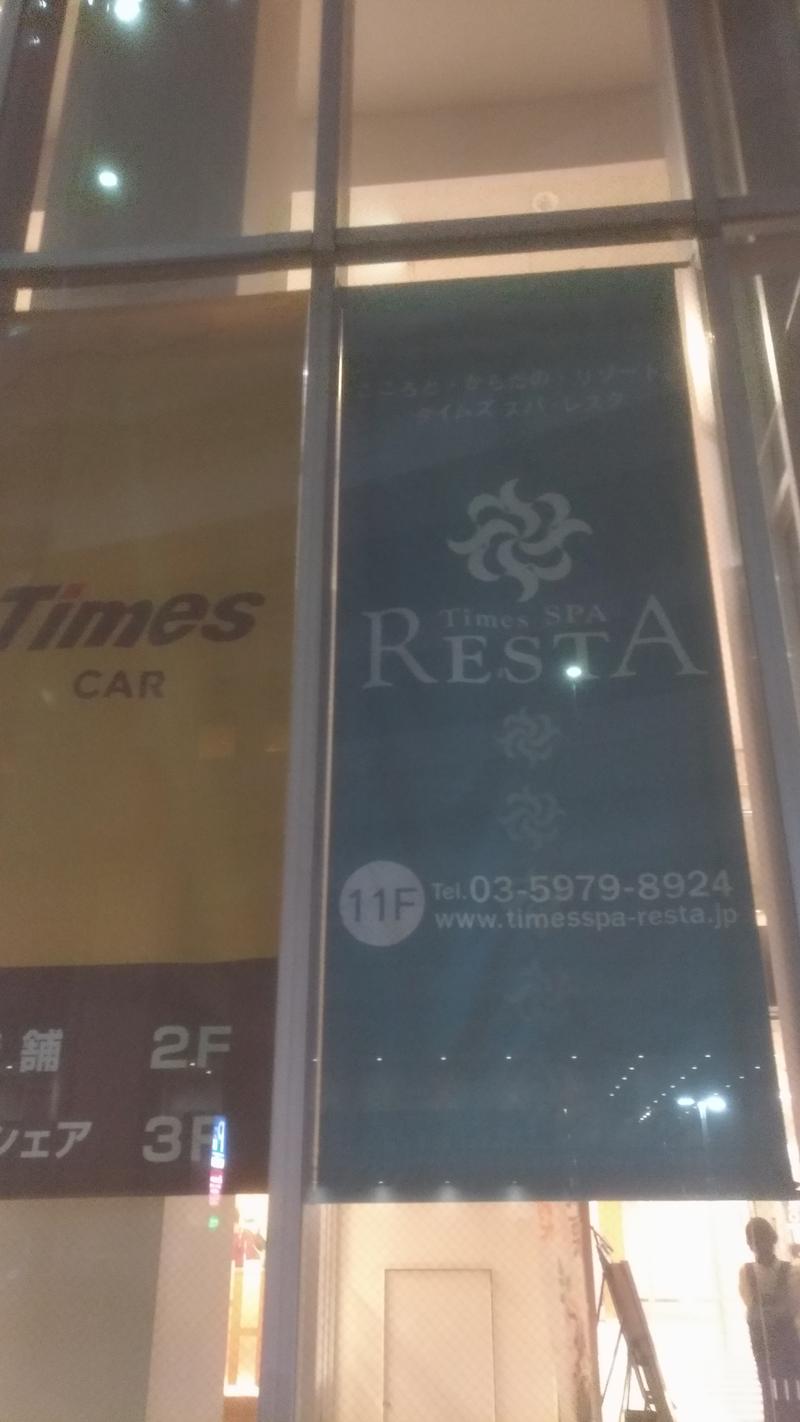 Times
CAR
舗 2F
シェア 3F
こころと・からだの・リゾート
タイムズ スパ・レスタ
Times SPA
RESTA
11F
Tel.03-5979-8924
www.timesspa-resta.jp